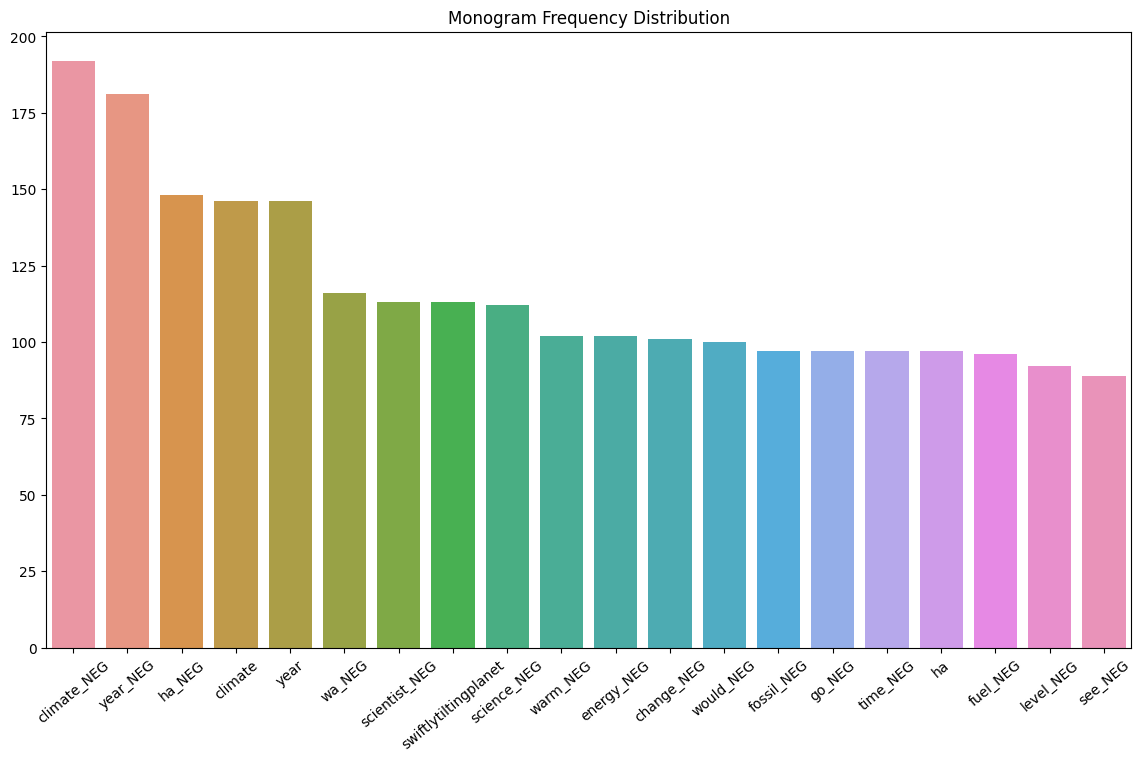 Monogram Frequency Distribution
200
175
150
125
100
75
50
25
0
climate_NEG
year_NEG
ha_NEG
climate
year
wa_NEG
scientist_NEG
swiftlytiltingplanet
science_NEG
warm_NEG
energy_NEG
change_NEG
would_NEG
fossil_NEG
go_NEG
time_NEG
ha
fuel_NEG
level_NEG
see_NEG